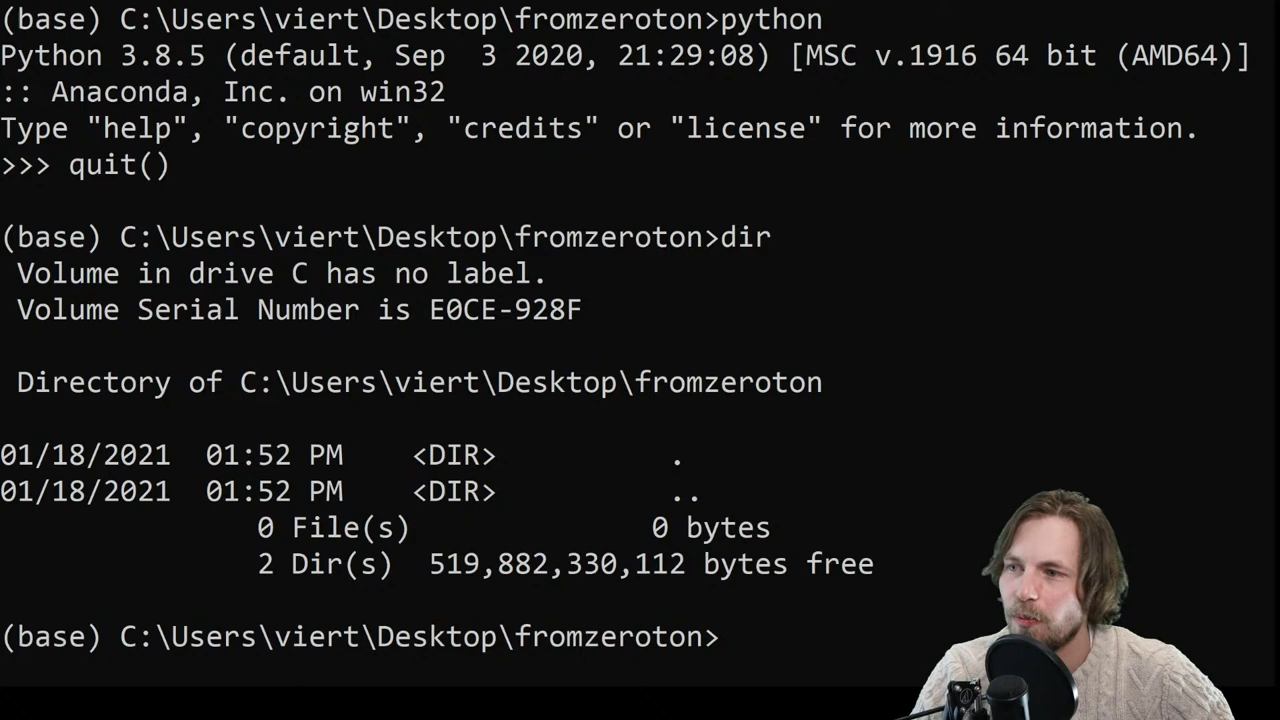 (base) C:\Users\viert\Desktop\fromzeroton>python
Python 3.8.5 (default, Sep  3 2020, 21:29:08) [MSC v.1916 64 bit (AMD64)]
:: Anaconda, Inc. on win32
Type "help", "copyright", "credits" or "license" for more information.
>>> quit()
(base) C:\Users\viert\Desktop\fromzeroton>dir
 Volume in drive C has no label.
 Volume Serial Number is E0CE-928F
 Directory of C:\Users\viert\Desktop\fromzeroton
01/18/2021  01:52 PM    <DIR>          .
01/18/2021  01:52 PM    <DIR>          ..
               0 File(s)              0 bytes
               2 Dir(s)  519,882,330,112 bytes free
(base) C:\Users\viert\Desktop\fromzeroton>